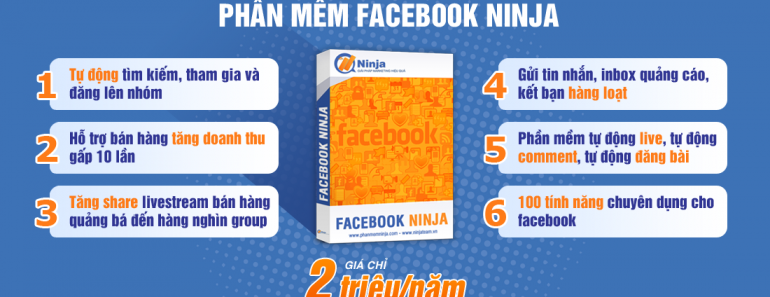 PHẦN MỀM FACEBOOK NINJA
1
Tự động tìm kiếm, tham gia và
đăng lên nhóm
2
Hỗ trợ bán hàng tăng doanh thu
gấp 10 lần
3
Tăng share livestream bán hàng
quảng bá đến hàng nghìn group
Ninja
FACEBOOK NINJA
facebook
FACEBOOK NINJA
www.phanmemninja.com - www.ninjateam.vn
4
Gửi tin nhắn, inbox quảng cáo,
kết bạn hàng loạt
5
Phần mềm tự động live, tự động
comment, tự động đăng bài
6
100 tính năng chuyên dụng cho
facebook
GIÁ CHỈ
2 triệu/năm